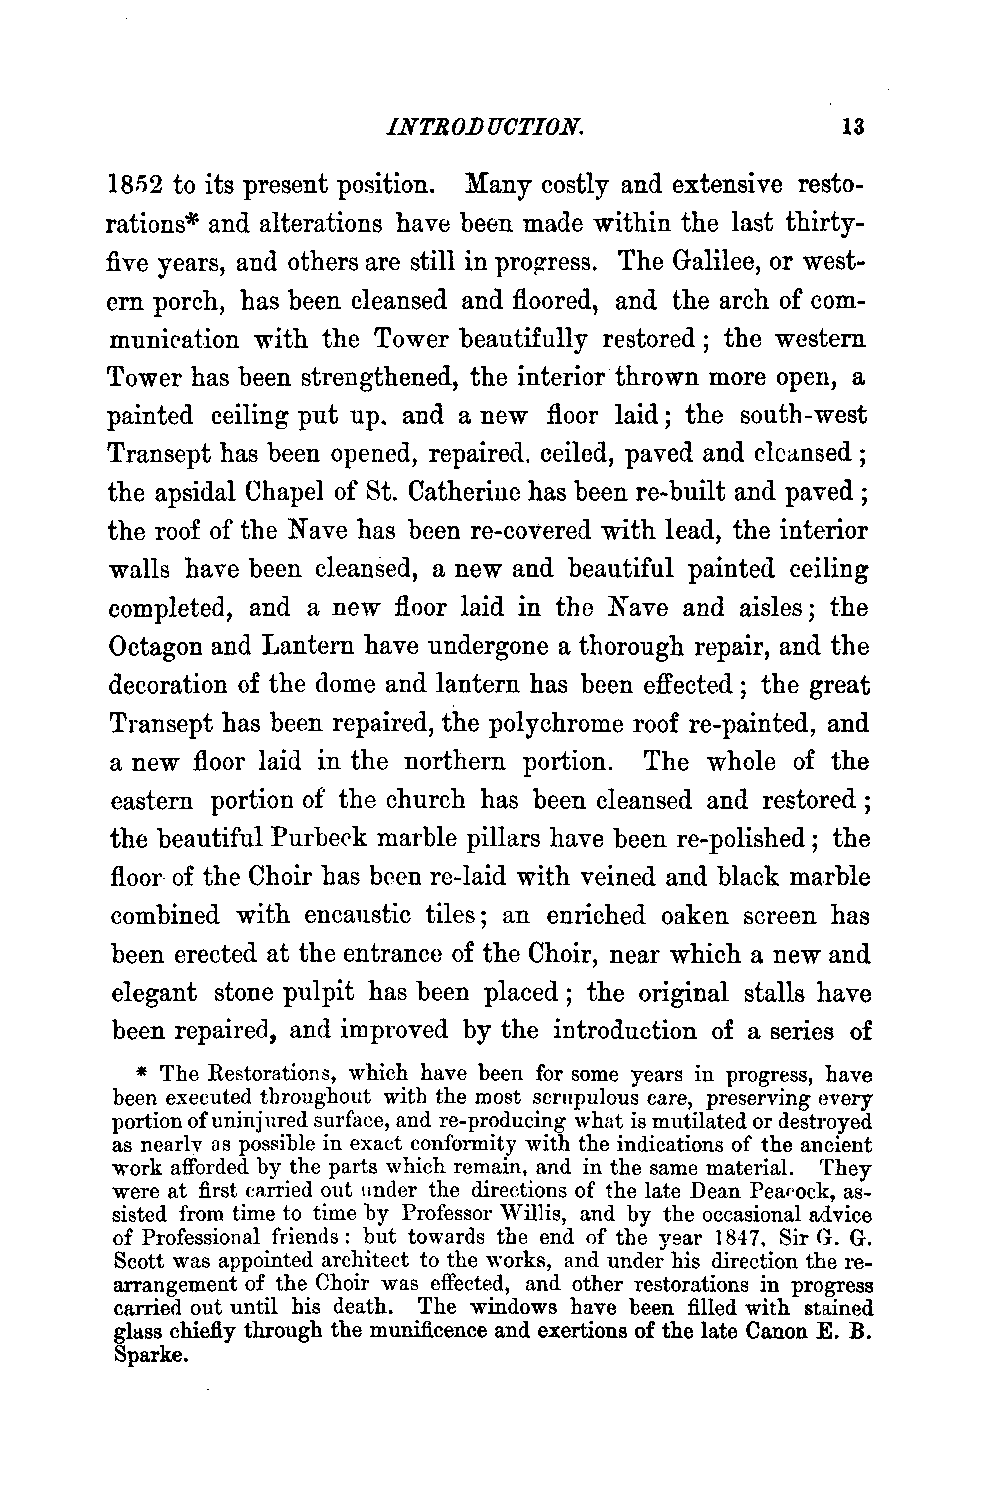 INTRODUCTION. 13
1852 to its present position. Many costly and extensive resto-
rations* and alterations have been made within the last thirty-
five years, and others are still in progress. The Galilee, or west-
ern porch, has been cleansed and floored, and the arch of com-
munication with the Tower beautifully restored ; the western
Tower has been strengthened, the interior thrown more open, a
painted ceiling put up, and a new floor laid ; the south-west
Transept has been opened, repaired, ceiled, paved and cleansed ;
the apsidal Chapel of St. Catherine has been re-built and paved ;
the roof of the Nave has been re-covered with lead, the interior
walls have been cleansed, a new and beautiful painted ceiling
completed, and a new floor laid in the Nave and aisles ; the
Octagon and Lantern have undergone a thorough repair, and the
decoration of the dome and lantern has been effected ; the great
Transept has been repaired, the polychrome roof re-painted, and
a new floor laid in the northern portion. The whole of the
eastern portion of the church has been cleansed and restored ;
the beautiful Purbeck marble pillars have been re-polished ; the
floor of the Choir has been re-laid with veined and black marble
combined with encaustic tiles ; an enriched oaken screen has
been erected at the entrance of the Choir, near which a new and
elegant stone pulpit has been placed ; the original stalls have
been repaired, and improved by the introduction of a series of
* The Restorations, which have been for some years in progress, have
been executed throughout with the most scrupulous care, preserving every
portion of uninjured surface, and re-producing what is mutilated or destroyed
as nearly as possible in exact conformity with the indications of the ancient
work afforded by the parts which remain, and in the same material. They
were at first carried out under the directions of the late Dean Peacock, as-
sisted from time to time by Professor Willis, and by the occasional advice
of Professional friends : but towards the end of the year 1847, Sir G. G.
Scott was appointed architect to the works, and under his direction the re-
arrangement of the Choir was effected, and other restorations in progress
carried out until his death. The windows have been filled with stained
glass chiefly through the munificence and exertions of the late Canon E. B.
Sparke.